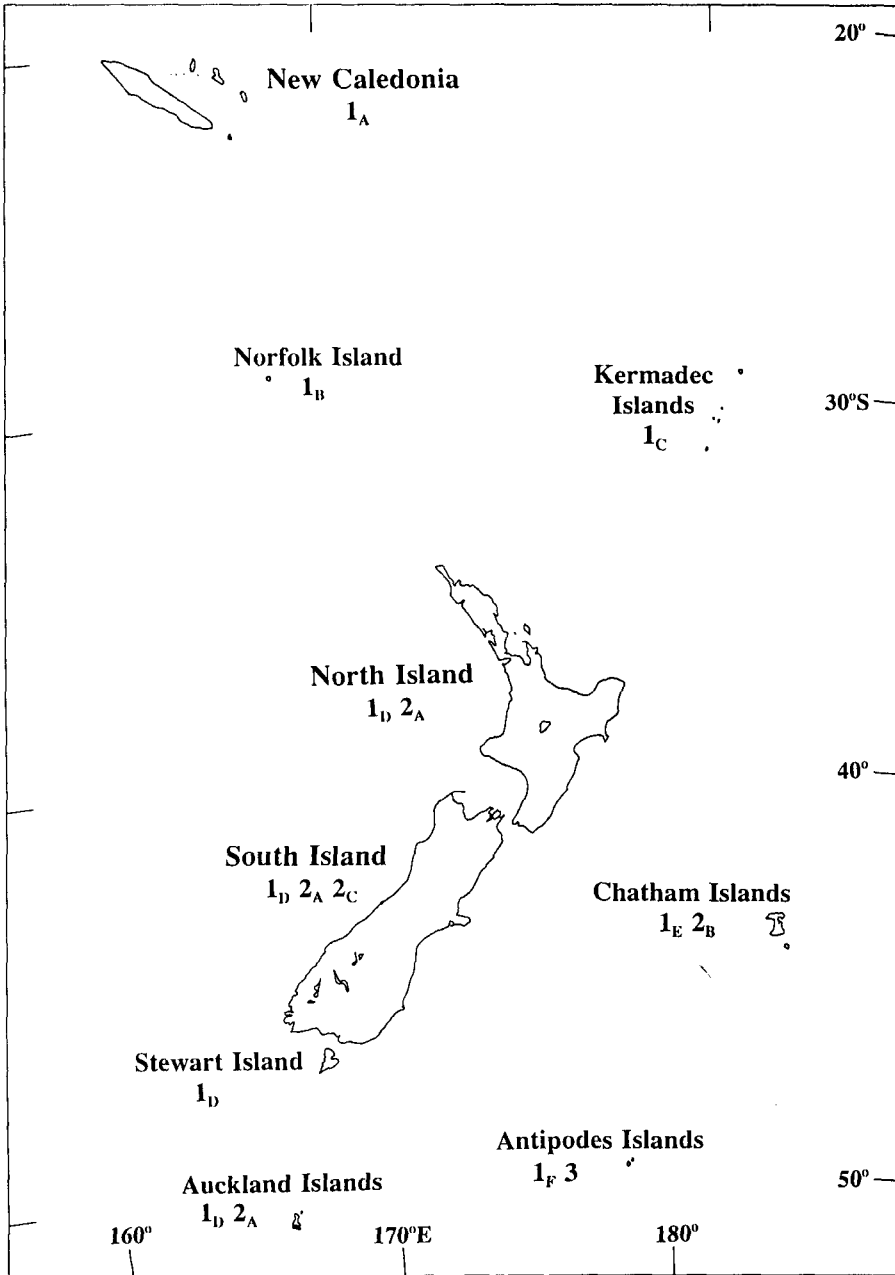 20°
New Caledonia
1A
Norfolk Island
1B
Kermadec
Islands
1C
30°S
North Island
1D 2A
40°
South Island
1D 2A 2C
Chatham Islands
1E 2B
Stewart Island
1D
Antipodes Islands
1F 3
Auckland Islands
1D 2A
50°
160°
170°E
180°